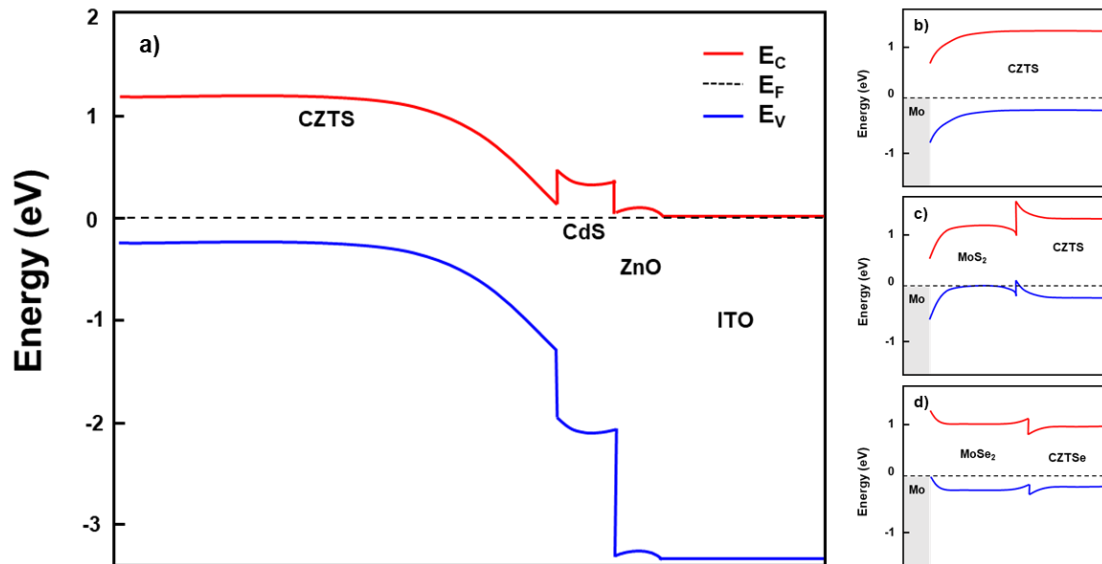 a)
2
1
0
-1
-2
-3
Energy (eV)
CZTS
CdS
ZnO
ITO
E_C
E_F
E_V
b)
1
0
-1
Energy (eV)
Mo
CZTS
c)
1
0
-1
Energy (eV)
Mo
MoS₂
CZTS
d)
1
0
-1
Energy (eV)
Mo
MoSe₂
CZTSe